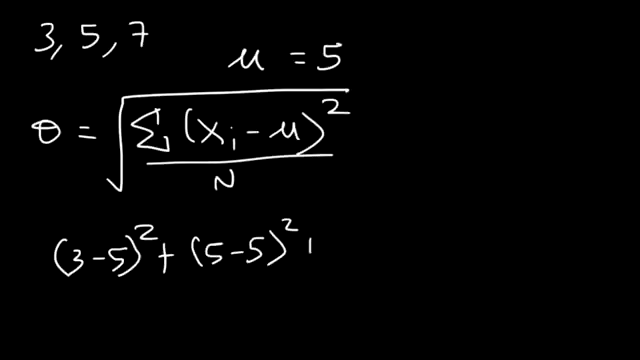 3, 5, 7
μ = 5
σ = √(Σ(xᵢ − μ)² / N)
(3 − 5)² + (5 − 5)²